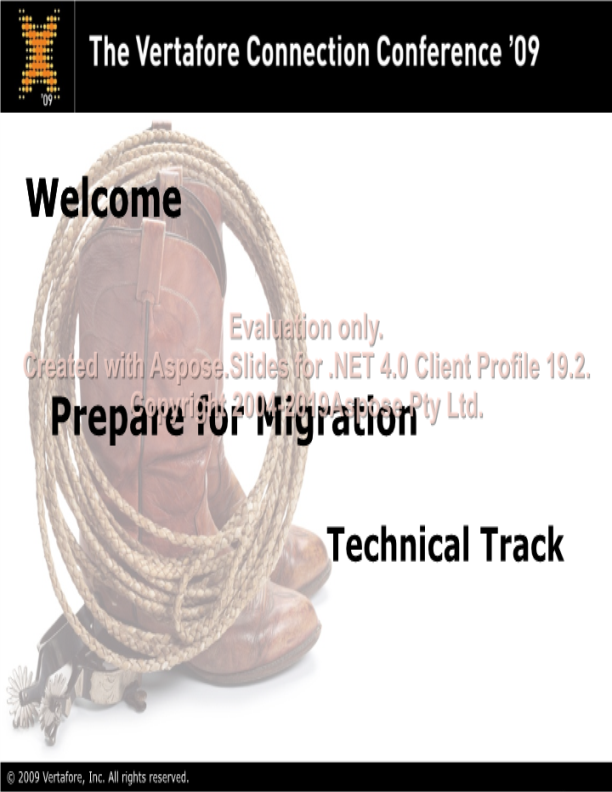 The Vertafore Connection Conference ’09
’09
Welcome
Evaluation only.
Created with Aspose.Slides for .NET 4.0 Client Profile 19.2.
Copyright 2004-2019Aspose Pty Ltd.
Prepare for Migration
Technical Track
© 2009 Vertafore, Inc. All rights reserved.